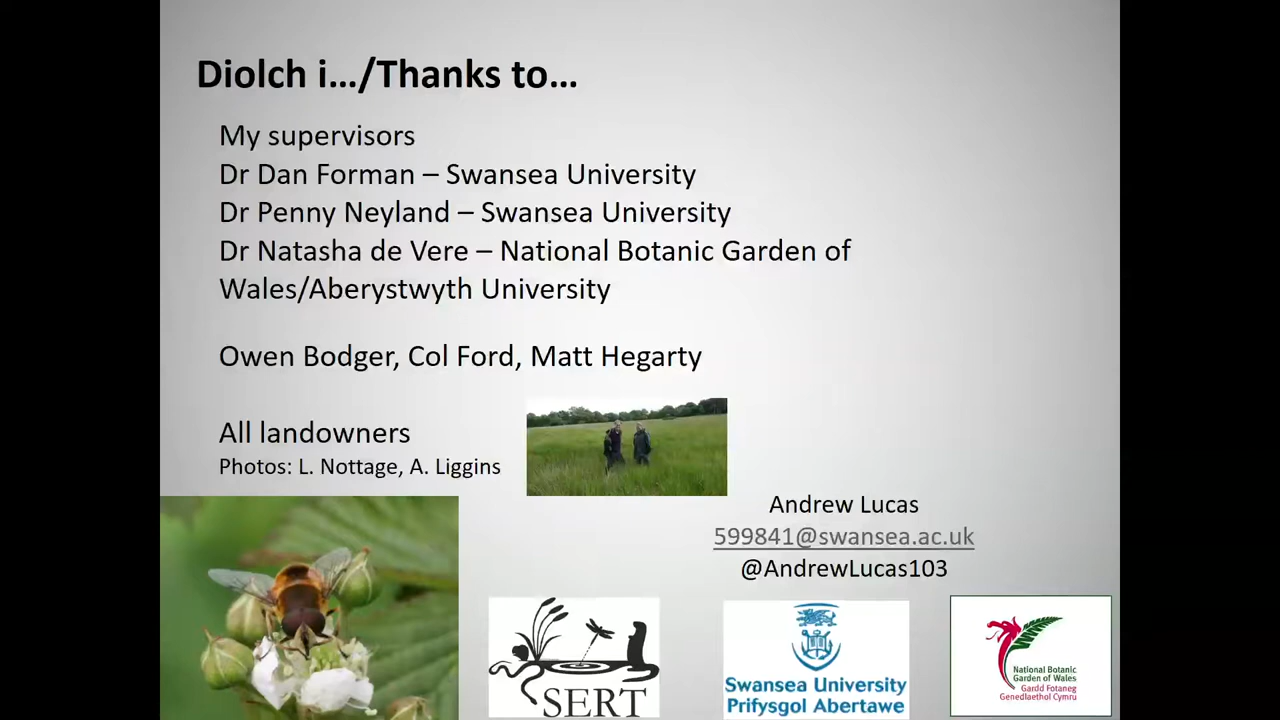 Diolch i…/Thanks to…
My supervisors
Dr Dan Forman – Swansea University
Dr Penny Neyland – Swansea University
Dr Natasha de Vere – National Botanic Garden of
Wales/Aberystwyth University
Owen Bodger, Col Ford, Matt Hegarty
All landowners
Photos: L. Nottage, A. Liggins
Andrew Lucas
599841@swansea.ac.uk
@AndrewLucas103
SERT
Swansea University
Prifysgol Abertawe
National Botanic
Garden of Wales
Gardd Fotaneg
Genedlaethol Cymru